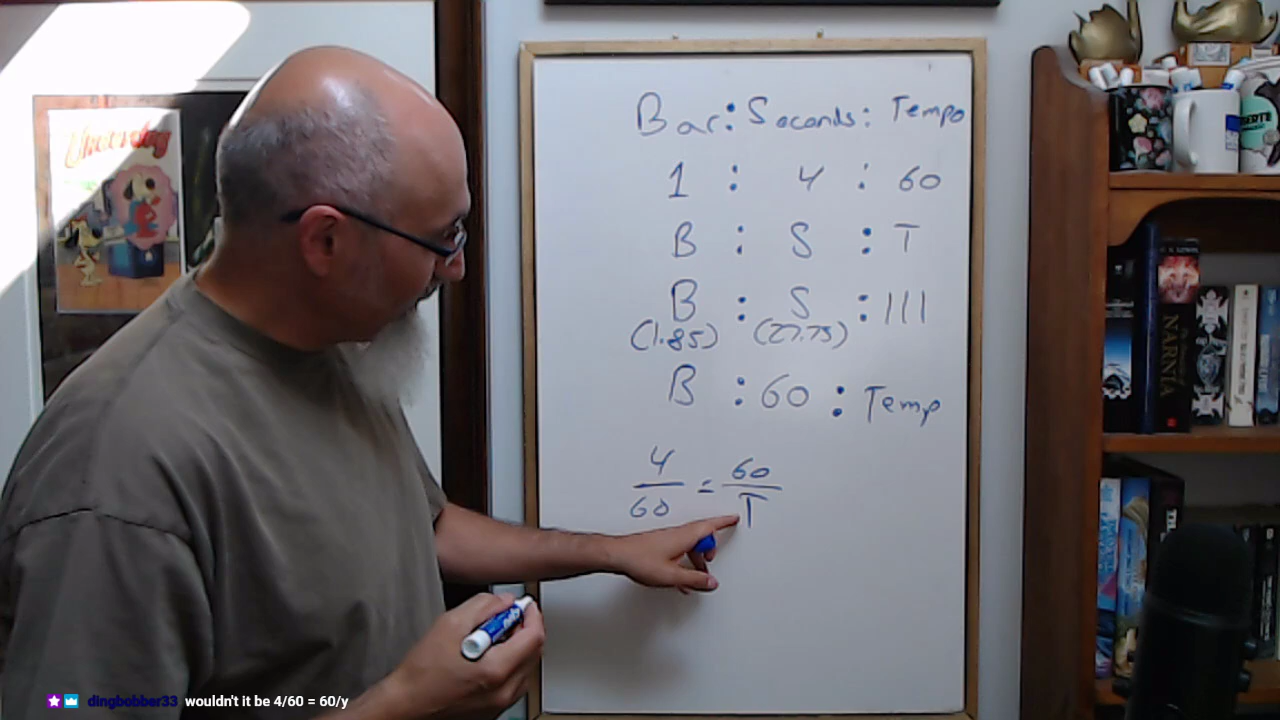 Bar : Seconds : Tempo
1 : 4 : 60
B : S : T
B : S : 111
(1.85) (27.75)
B : 60 : Temp
4/60 = 60/T
NARNIA
dingbobber33 wouldn't it be 4/60 = 60/y